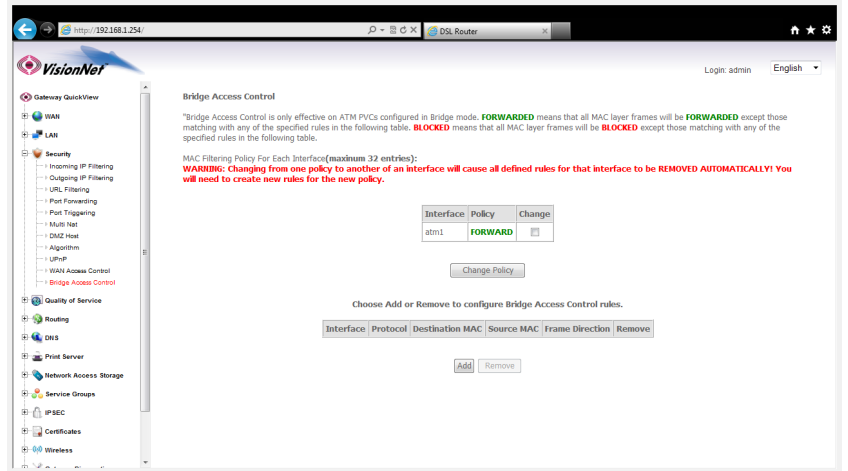 http://192.168.1.254/
DSL Router
VisionNet
Login: admin
English
Gateway QuickView
WAN
LAN
Security
Incoming IP Filtering
Outgoing IP Filtering
URL Filtering
Port Forwarding
Port Triggering
Multi Nat
DMZ Host
Algorithm
UPnP
WAN Access Control
Bridge Access Control
Quality of Service
Routing
DNS
Print Server
Network Access Storage
Service Groups
IPSEC
Certificates
Wireless
Bridge Access Control
"Bridge Access Control is only effective on ATM PVCs configured in Bridge mode. FORWARDED means that all MAC layer frames will be FORWARDED except those
matching with any of the specified rules in the following table. BLOCKED means that all MAC layer frames will be BLOCKED except those matching with any of the
specified rules in the following table.
MAC Filtering Policy For Each Interface(maxinum 32 entries):
WARNING: Changing from one policy to another of an interface will cause all defined rules for that interface to be REMOVED AUTOMATICALLY! You
will need to create new rules for the new policy.
Interface Policy Change
atm1 FORWARD
Change Policy
Choose Add or Remove to configure Bridge Access Control rules.
Interface Protocol Destination MAC Source MAC Frame Direction Remove
Add Remove